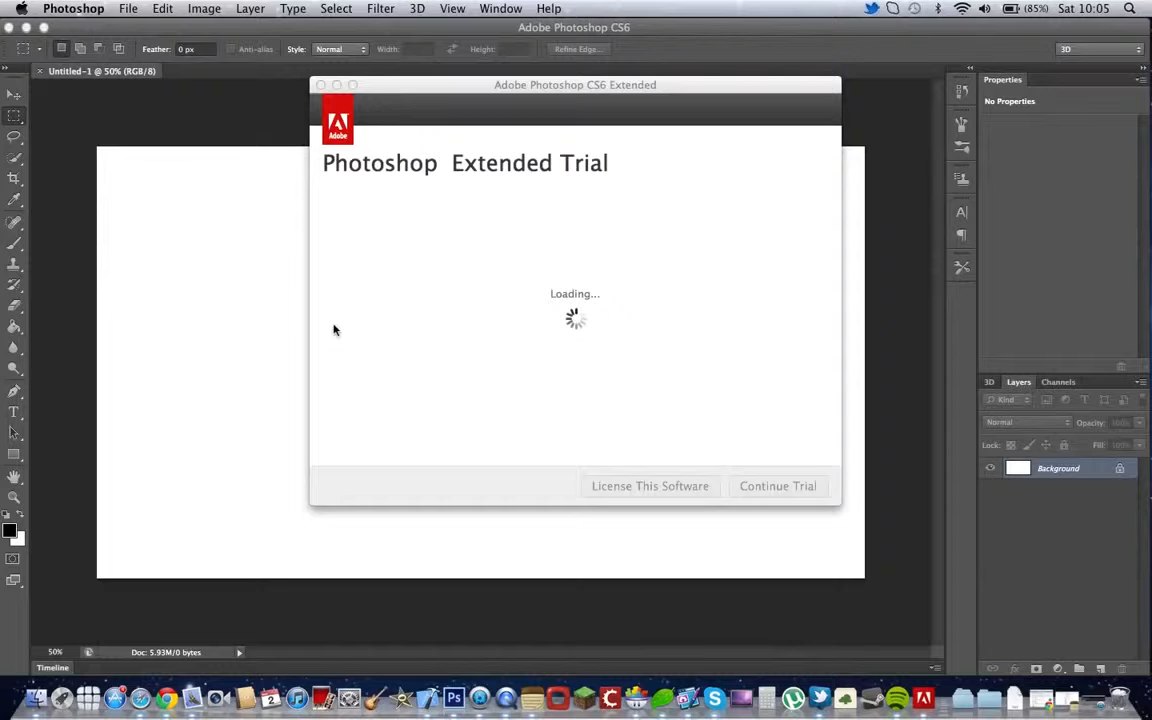 Photoshop File Edit Image Layer Type Select Filter 3D View Window Help (85%) Sat 10:05
Adobe Photoshop CS6
Feather: 0 px Anti-alias Style: Normal Width: Height: Refine Edge... 3D
× Untitled-1 @ 50% (RGB/8)
Adobe Photoshop CS6 Extended
Adobe
Photoshop Extended Trial
Loading...
License This Software Continue Trial
Properties
No Properties
3D Layers Channels
Kind
Normal Opacity: 100%
Lock: Fill: 100%
Background
50% Doc: 5.93M/0 bytes
Timeline